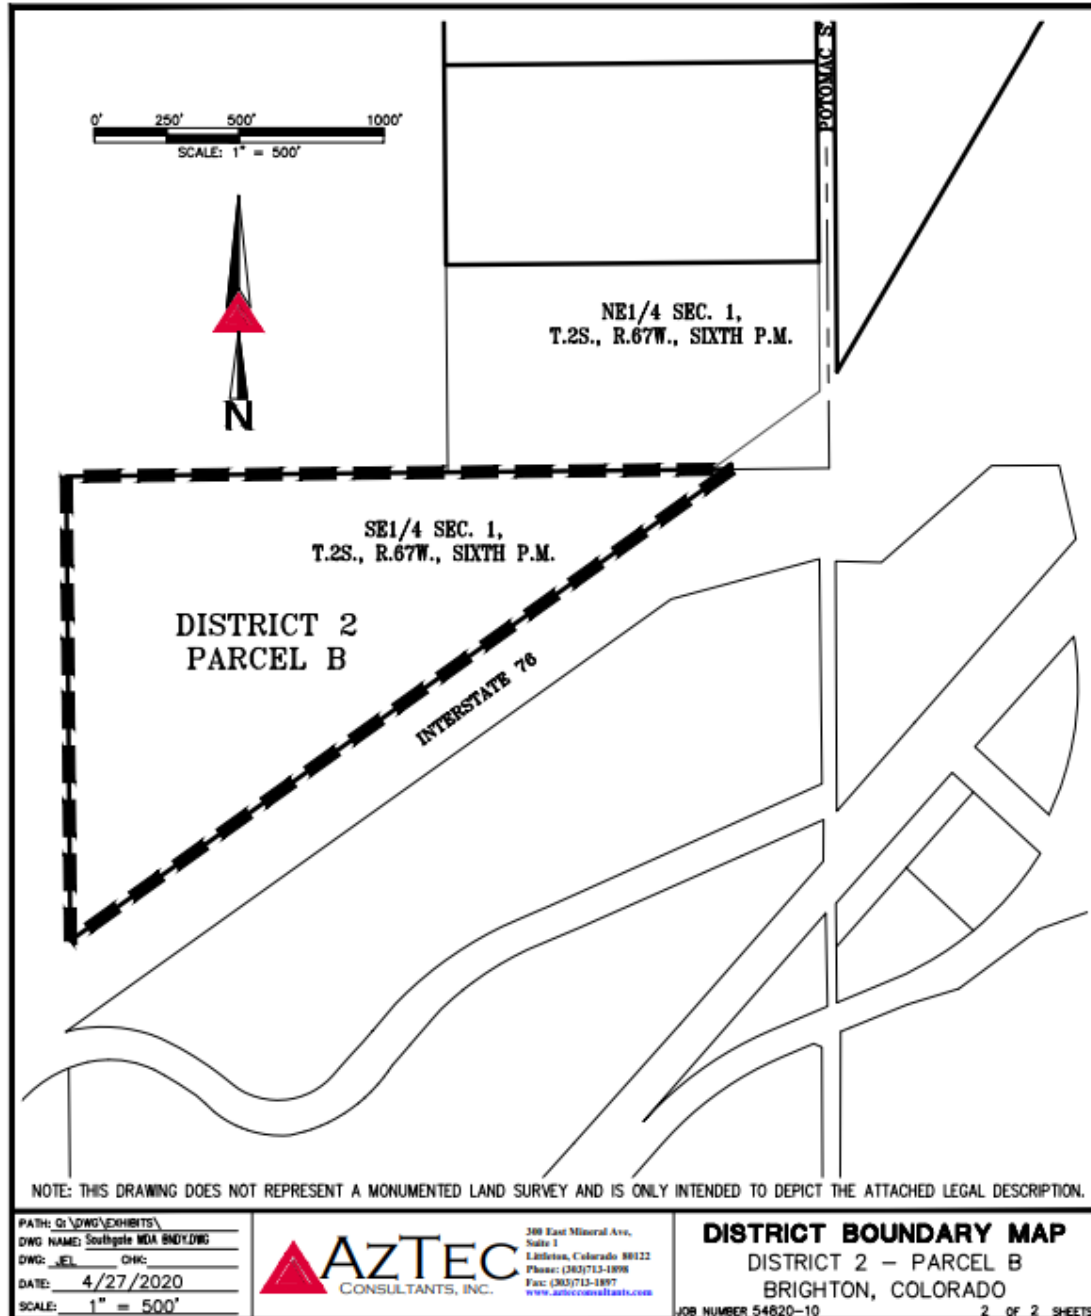 POTOMAC S
0' 250' 500' 1000'
SCALE: 1" = 500'
N
NE1/4 SEC. 1,
T.2S., R.67W., SIXTH P.M.
SE1/4 SEC. 1,
T.2S., R.67W., SIXTH P.M.
DISTRICT 2
PARCEL B
INTERSTATE 76
NOTE: THIS DRAWING DOES NOT REPRESENT A MONUMENTED LAND SURVEY AND IS ONLY INTENDED TO DEPICT THE ATTACHED LEGAL DESCRIPTION.
PATH: Q:\DWG\EXHIBITS\
DWG NAME: Southgate MDA BNDY.DWG
DWG: JEL CHK:
DATE: 4/27/2020
SCALE: 1" = 500'
AZTEC
CONSULTANTS, INC.
300 East Mineral Ave,
Suite 1
Littleton, Colorado 80122
Phone: (303)713-1898
Fax: (303)713-1897
www.aztecconsultants.com
DISTRICT BOUNDARY MAP
DISTRICT 2 - PARCEL B
BRIGHTON, COLORADO
JOB NUMBER 54820-10 2 OF 2 SHEETS